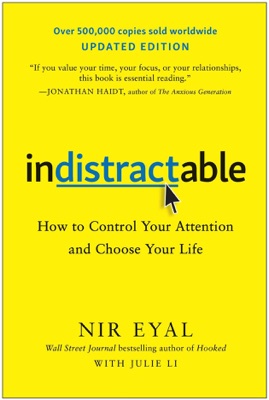 Over 500,000 copies sold worldwide
UPDATED EDITION
“If you value your time, your focus, or your relationships,
this book is essential reading.”
—JONATHAN HAIDT, author of The Anxious Generation
indistractable
How to Control Your Attention
and Choose Your Life
NIR EYAL
Wall Street Journal bestselling author of Hooked
WITH JULIE LI